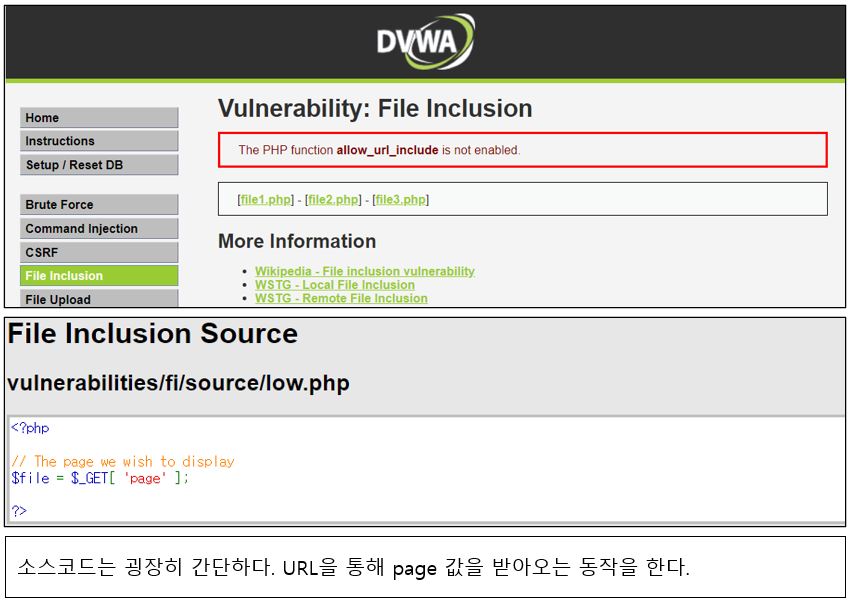 DVWA
Home
Instructions
Setup / Reset DB
Brute Force
Command Injection
CSRF
File Inclusion
File Upload
Vulnerability: File Inclusion
The PHP function allow_url_include is not enabled.
[file1.php] - [file2.php] - [file3.php]
More Information
• Wikipedia - File inclusion vulnerability
• WSTG - Local File Inclusion
• WSTG - Remote File Inclusion
File Inclusion Source
vulnerabilities/fi/source/low.php
<?php
// The page we wish to display
$file = $_GET[ 'page' ];
?>
소스코드는 굉장히 간단하다. URL을 통해 page 값을 받아오는 동작을 한다.